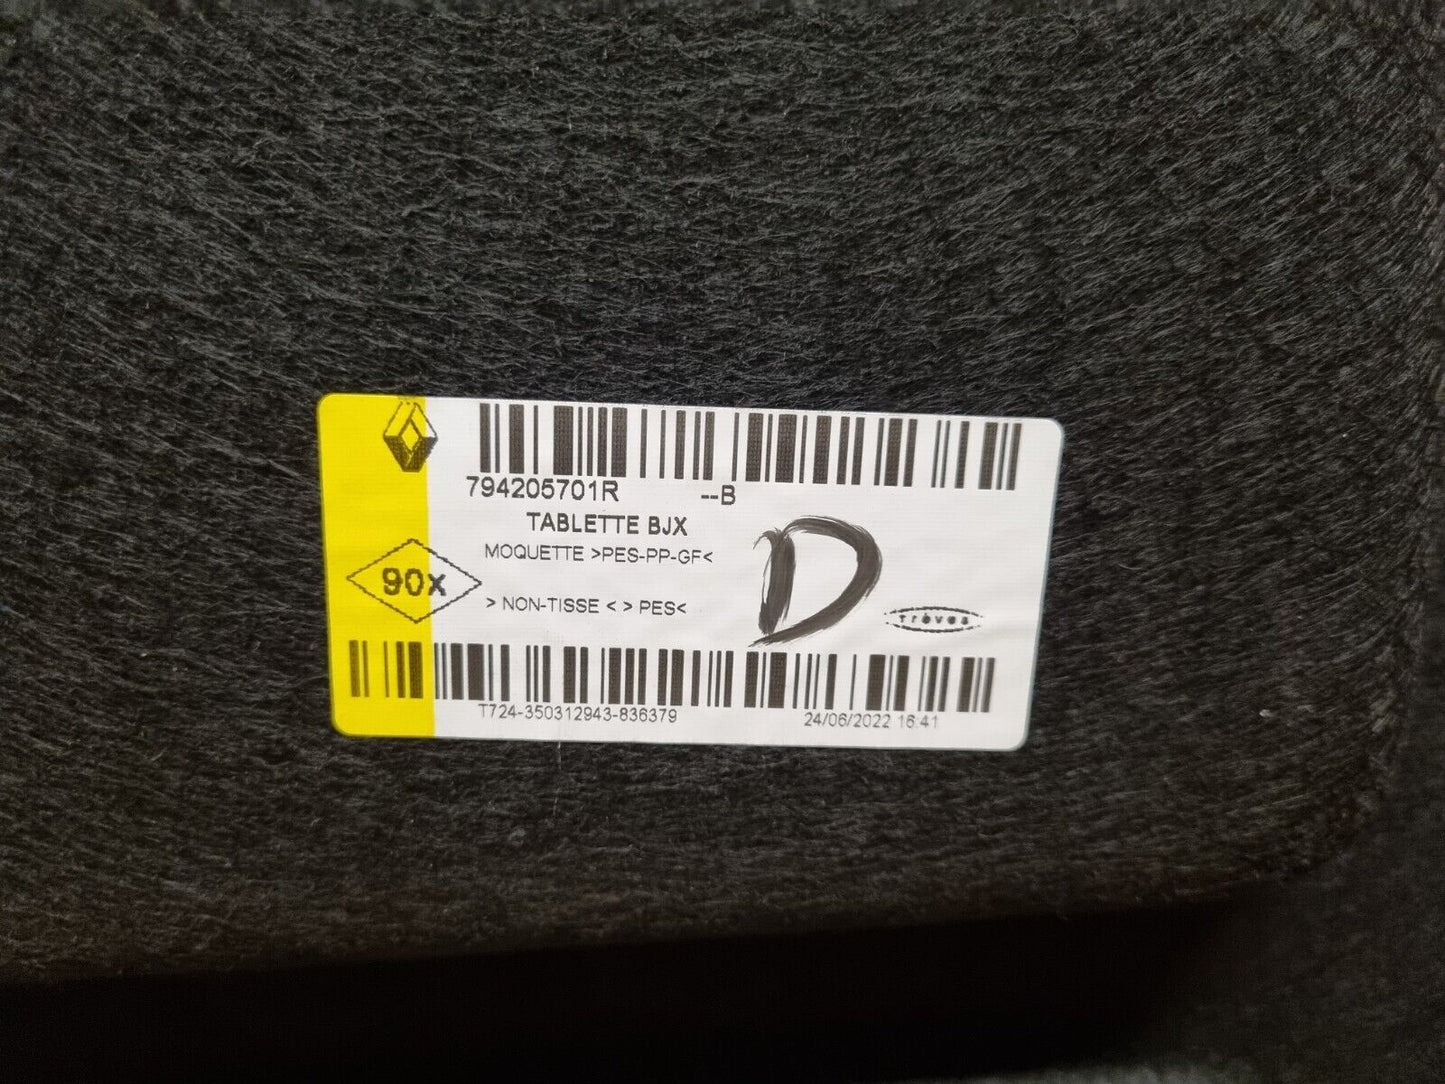 794205701R --B
TABLETTE BJX
MOQUETTE >PES-PP-GF<
D
90x
> NON-TISSE < > PES<
trèves
T724-350312943-836379 24/06/2022 16:41